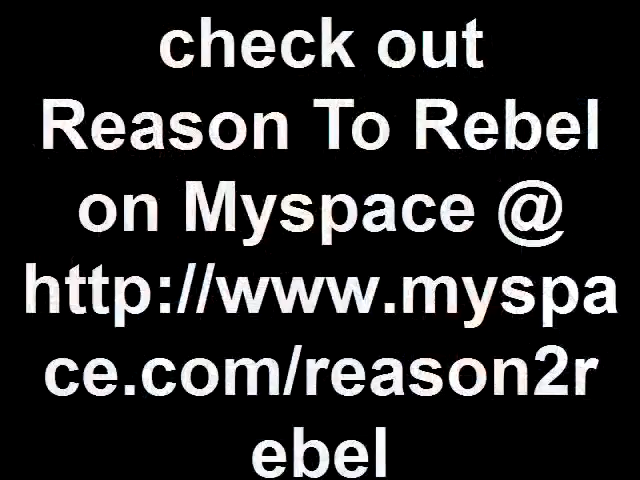 check out
Reason To Rebel
on Myspace @
http://www.myspa
ce.com/reason2r
ebel